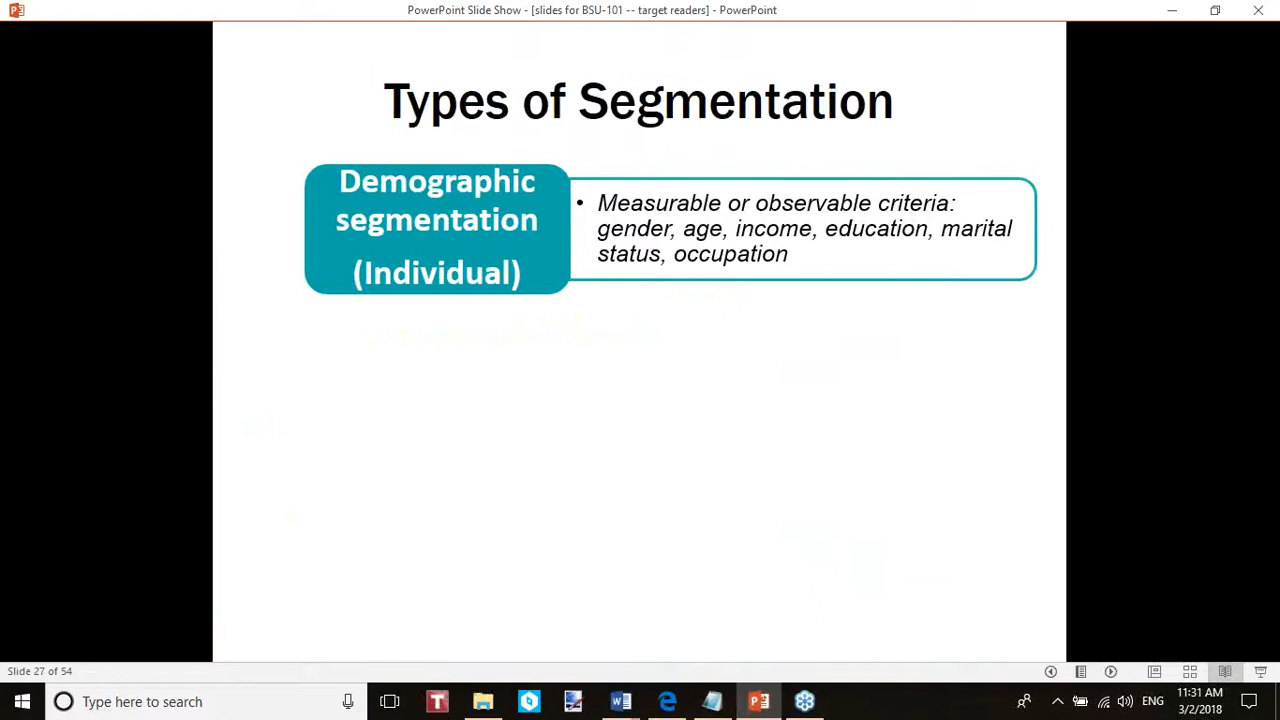 PowerPoint Slide Show - [slides for BSU-101 -- target readers] - PowerPoint
Types of Segmentation
Demographic
segmentation
(Individual)
• Measurable or observable criteria:
gender, age, income, education, marital
status, occupation
Slide 27 of 54
Type here to search
ENG
11:31 AM
3/2/2018